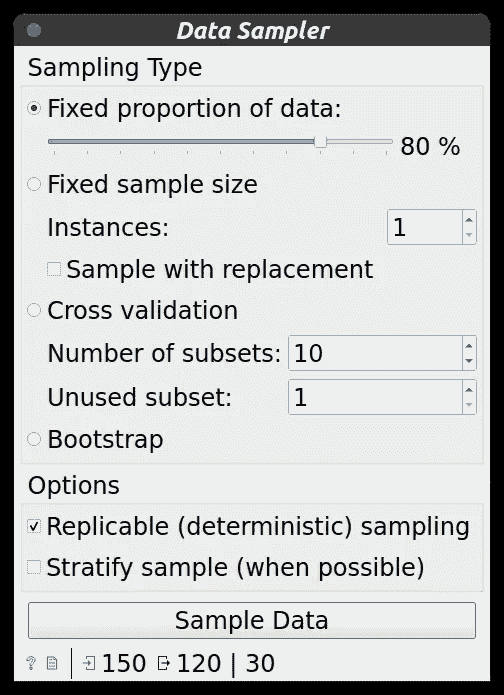 Data Sampler
Sampling Type
Fixed proportion of data:
80 %
Fixed sample size
Instances: 1
Sample with replacement
Cross validation
Number of subsets: 10
Unused subset: 1
Bootstrap
Options
Replicable (deterministic) sampling
Stratify sample (when possible)
Sample Data
? 150 120 | 30